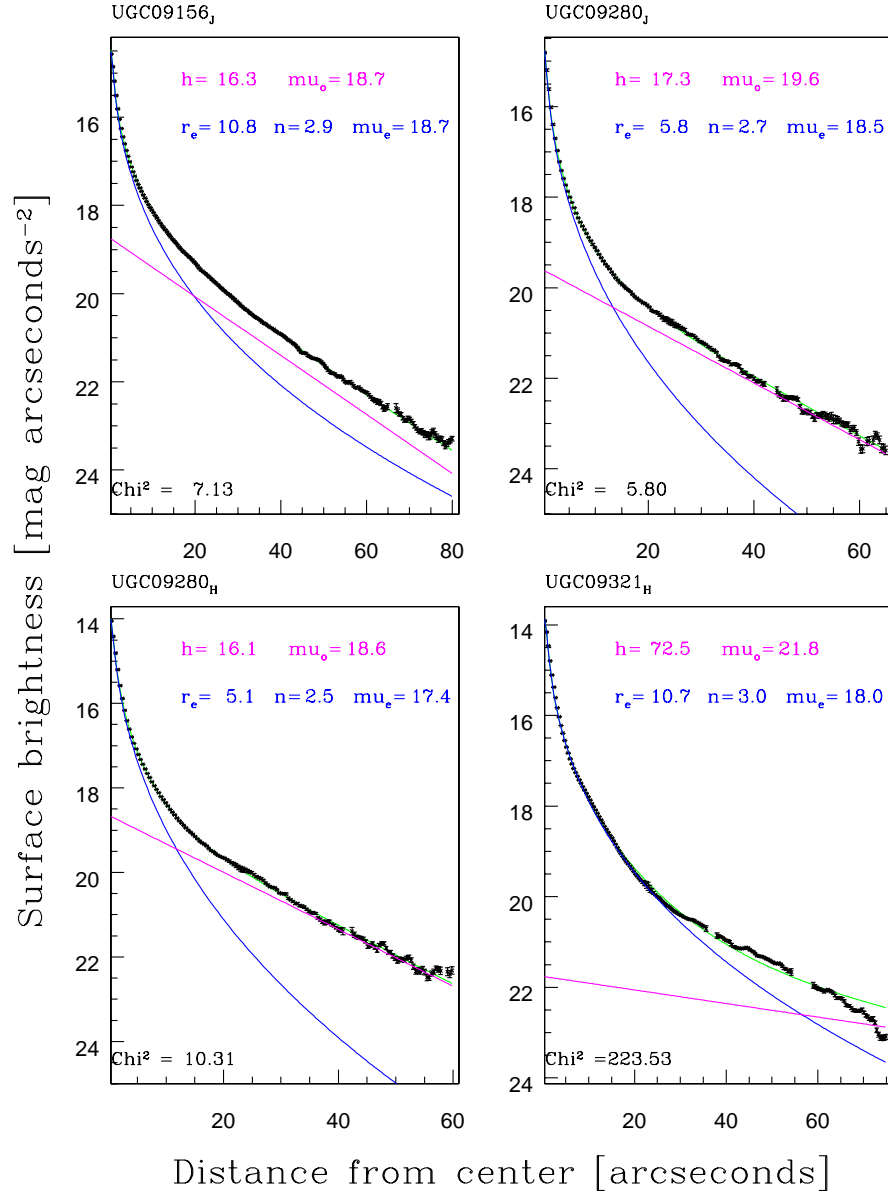 UGC09156J
h= 16.3 muo=18.7
re= 10.8 n=2.9 mue=18.7
16
18
20
22
24
Chi² = 7.13
20 40 60 80
UGC09280J
h= 17.3 muo=19.6
re= 5.8 n=2.7 mue=18.5
16
18
20
22
24
Chi² = 5.80
20 40 60
UGC09280H
h= 16.1 muo=18.6
re= 5.1 n=2.5 mue=17.4
14
16
18
20
22
24
Chi² = 10.31
20 40 60
UGC09321H
h= 72.5 muo=21.8
re= 10.7 n=3.0 mue=18.0
14
16
18
20
22
24
Chi² =223.53
20 40 60
Surface brightness [mag arcseconds⁻²]
Distance from center [arcseconds]